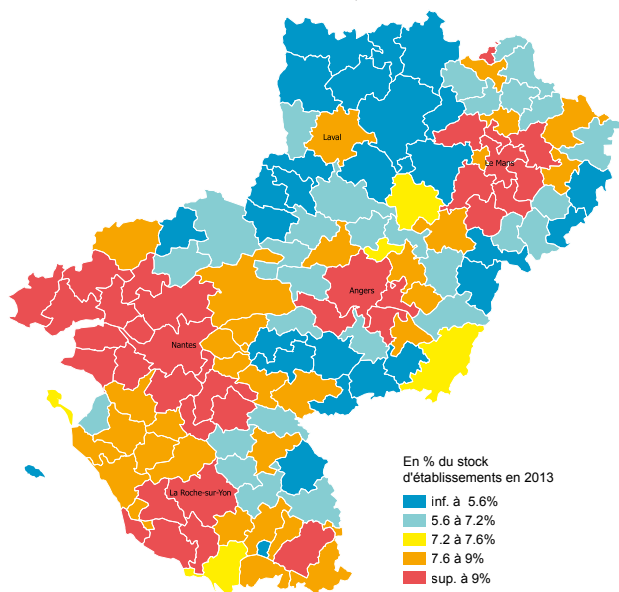 Laval
Le Mans
Angers
Nantes
La Roche-sur-Yon
En % du stock
d'établissements en 2013
inf. à 5.6%
5.6 à 7.2%
7.2 à 7.6%
7.6 à 9%
sup. à 9%